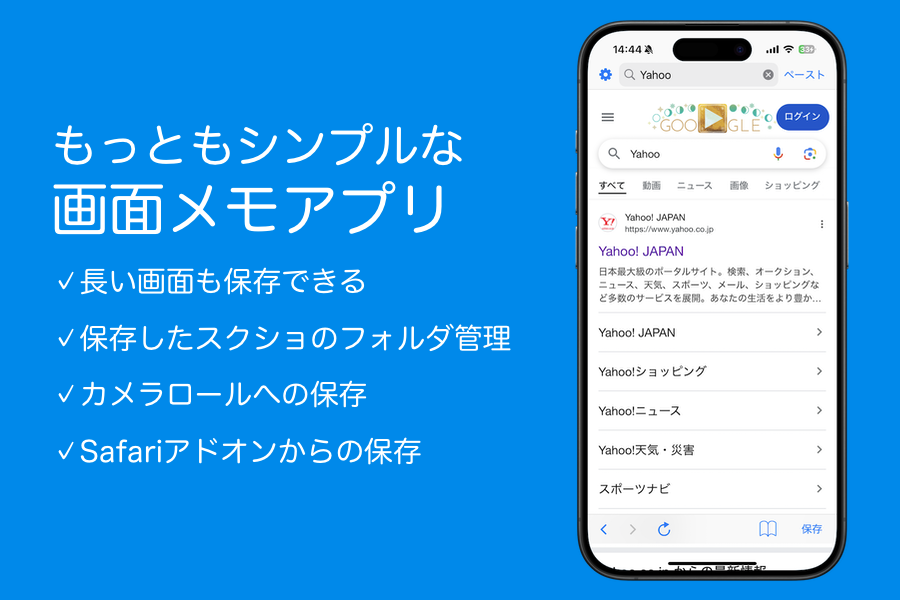 もっともシンプルな
画面メモアプリ
✓長い画面も保存できる
✓保存したスクショのフォルダ管理
✓カメラロールへの保存
✓Safariアドオンからの保存
14:44
33
Yahoo
ペースト
GOOGLE
ログイン
Yahoo
すべて 動画 ニュース 画像 ショッピング
Yahoo! JAPAN
https://www.yahoo.co.jp
Yahoo! JAPAN
日本最大級のポータルサイト。検索、オークション、
ニュース、天気、スポーツ、メール、ショッピングな
ど多数のサービスを展開。あなたの生活をより豊か...
Yahoo! JAPAN
Yahoo!ショッピング
Yahoo!ニュース
Yahoo!天気・災害
スポーツナビ
保存